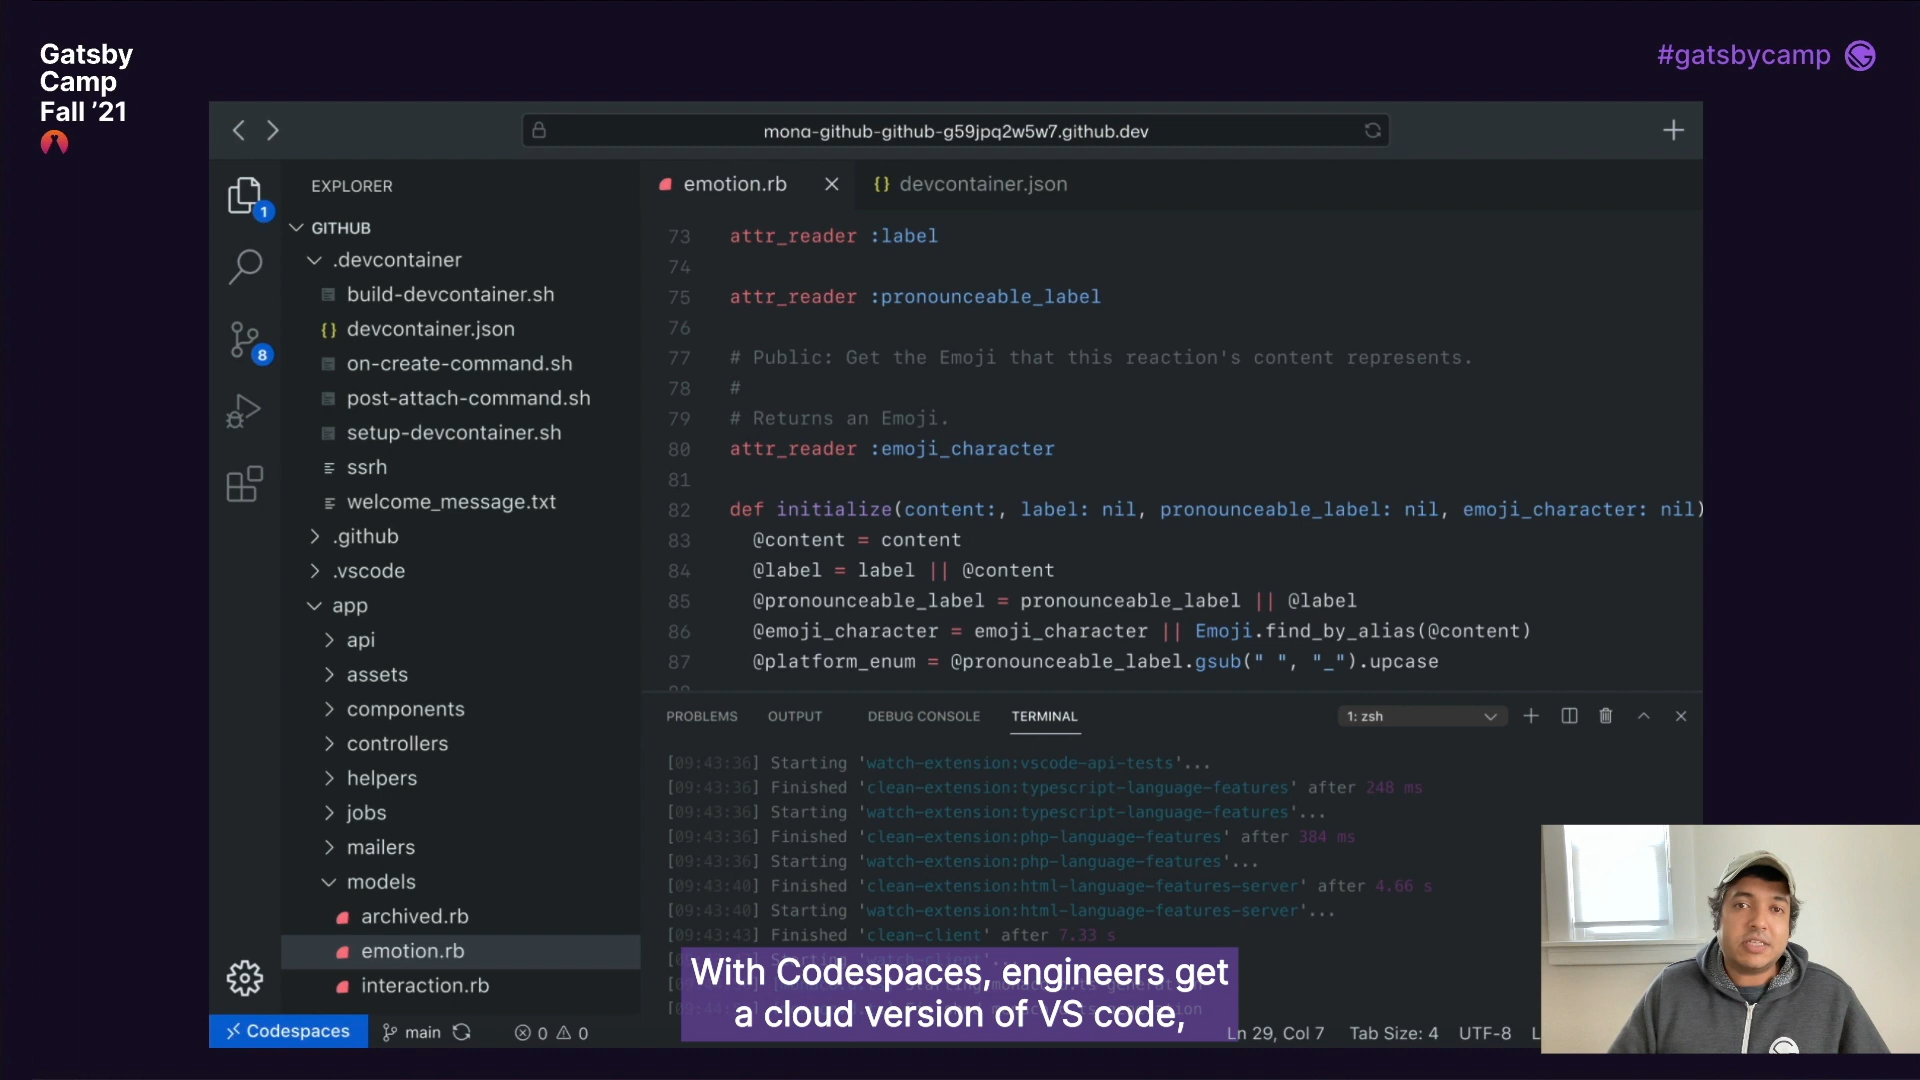 Gatsby
Camp
Fall ’21
#gatsbycamp
mona-github-github-g59jpq2w5w7.github.dev
EXPLORER
1
GITHUB
.devcontainer
build-devcontainer.sh
{} devcontainer.json
on-create-command.sh
post-attach-command.sh
setup-devcontainer.sh
ssrh
welcome_message.txt
.github
.vscode
app
api
assets
components
controllers
helpers
jobs
mailers
models
archived.rb
emotion.rb
interaction.rb
8
emotion.rb
{} devcontainer.json
73 attr_reader :label
74
75 attr_reader :pronounceable_label
76
77 # Public: Get the Emoji that this reaction's content represents.
78 #
79 # Returns an Emoji.
80 attr_reader :emoji_character
81
82 def initialize(content:, label: nil, pronounceable_label: nil, emoji_character: nil)
83 @content = content
84 @label = label || @content
85 @pronounceable_label = pronounceable_label || @label
86 @emoji_character = emoji_character || Emoji.find_by_alias(@content)
87 @platform_enum = @pronounceable_label.gsub(" ", "_").upcase
PROBLEMS OUTPUT DEBUG CONSOLE TERMINAL 1: zsh
[09:43:36] Starting 'watch-extension:vscode-api-tests'...
[09:43:36] Finished 'clean-extension:typescript-language-features' after 248 ms
[09:43:36] Starting 'watch-extension:typescript-language-features'...
[09:43:36] Finished 'clean-extension:php-language-features' after 384 ms
[09:43:36] Starting 'watch-extension:php-language-features'...
[09:43:40] Finished 'clean-extension:html-language-features-server' after 4.66 s
[09:43:40] Starting 'watch-extension:html-language-features-server'...
[09:43:43] Finished 'clean-client' after 7.33 s
With Codespaces, engineers get
a cloud version of VS code,
Codespaces main 0 0 Ln 29, Col 7 Tab Size: 4 UTF-8